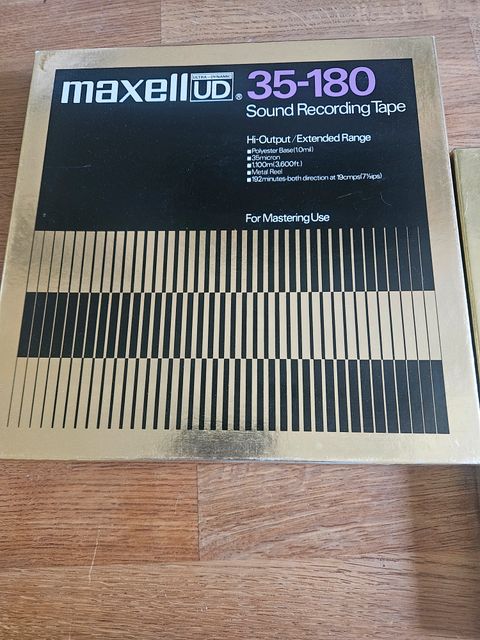 maxell ULTRA-DYNAMIC UD ® 35-180
Sound Recording Tape
Hi-Output/Extended Range
■Polyester Base(1.0mil)
■35micron
■1,100m(3,600ft.)
■Metal Reel
■192minutes-both direction at 19cmps(7½ips)
For Mastering Use